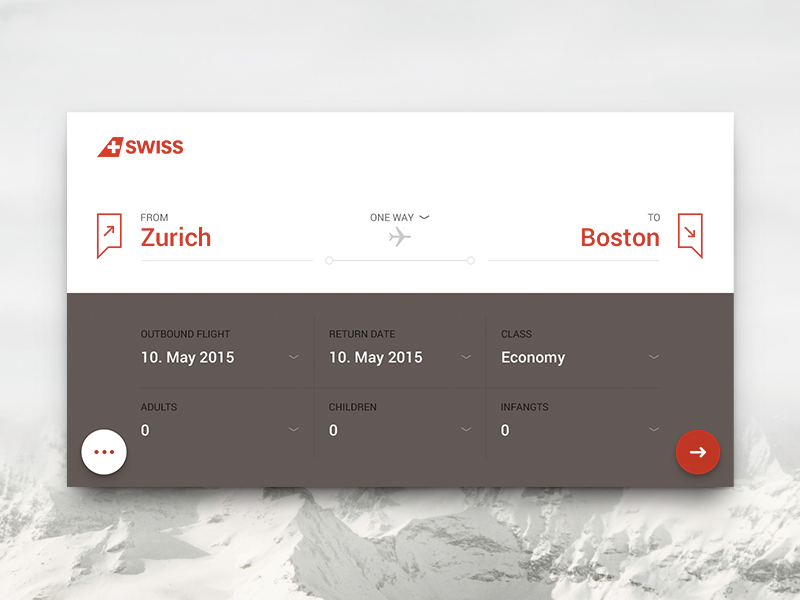 SWISS
FROM
ONE WAY
TO
Zurich
Boston
OUTBOUND FLIGHT
RETURN DATE
CLASS
10. May 2015
10. May 2015
Economy
ADULTS
CHILDREN
INFANGTS
0
0
0